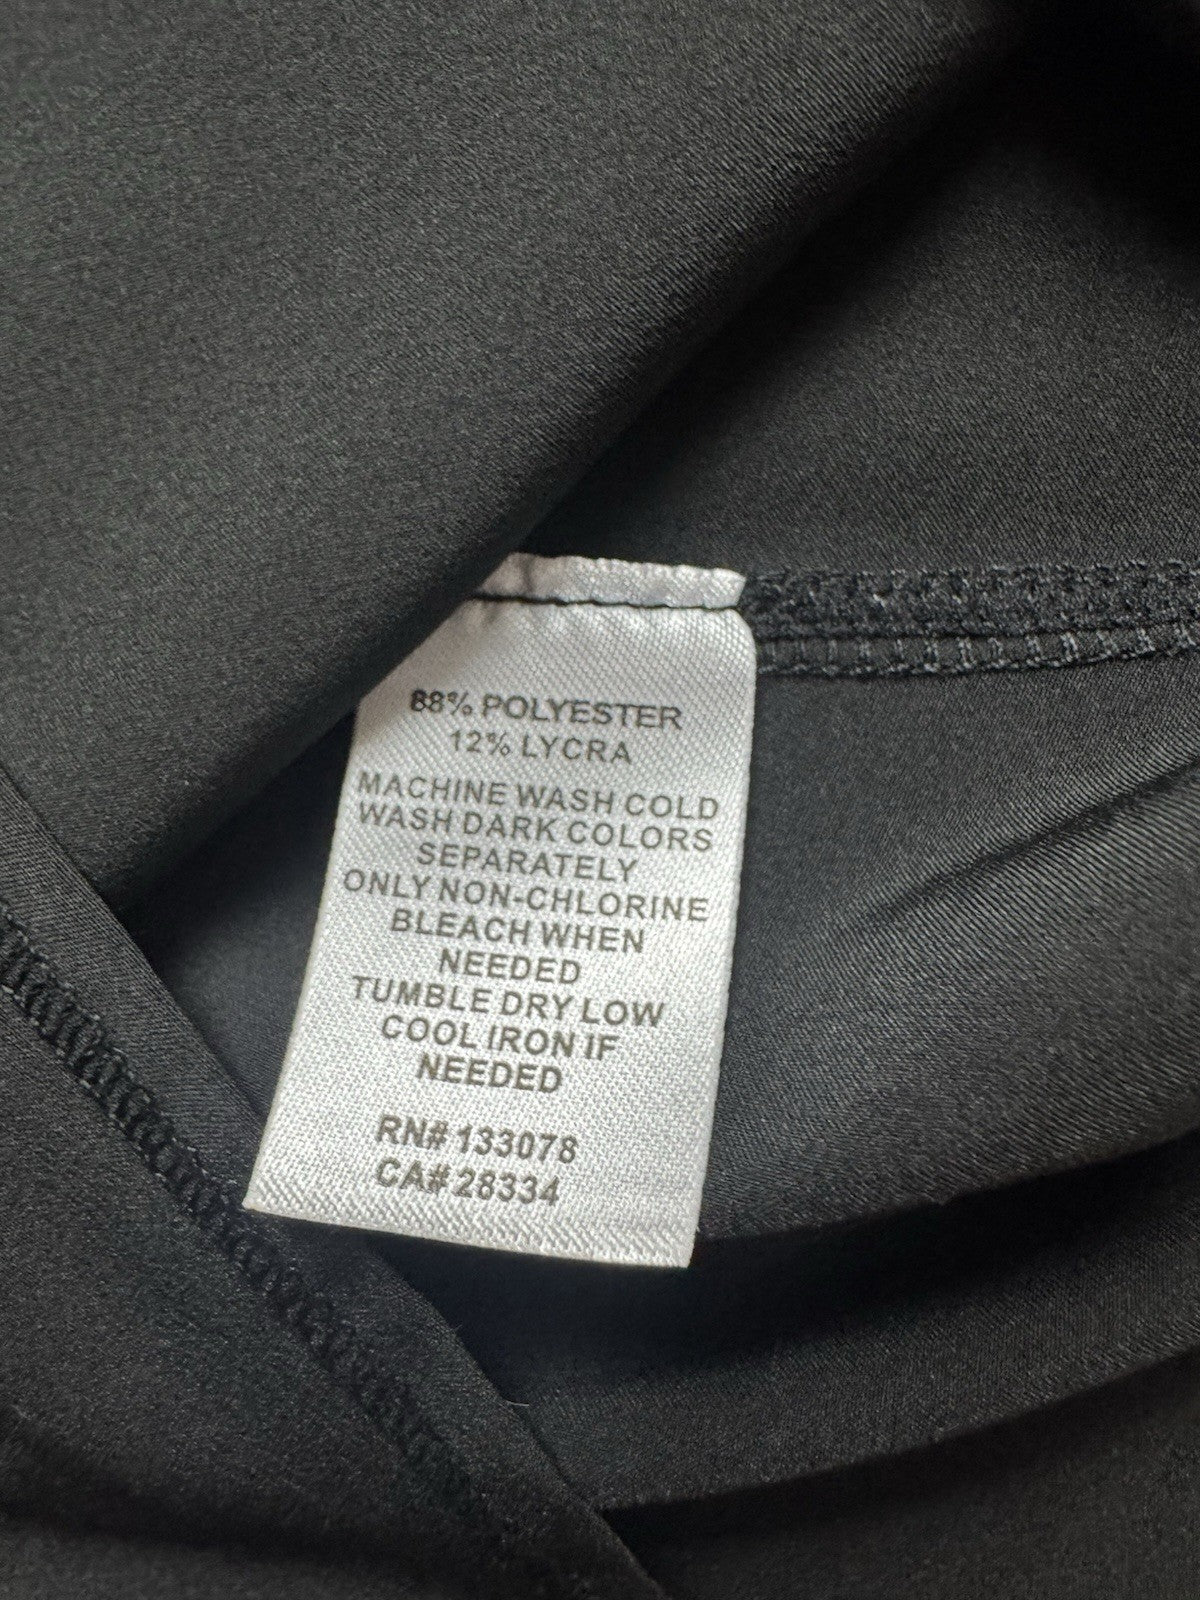 88% POLYESTER
12% LYCRA
MACHINE WASH COLD
WASH DARK COLORS
SEPARATELY
ONLY NON-CHLORINE
BLEACH WHEN
NEEDED
TUMBLE DRY LOW
COOL IRON IF
NEEDED
RN# 133078
CA# 28334